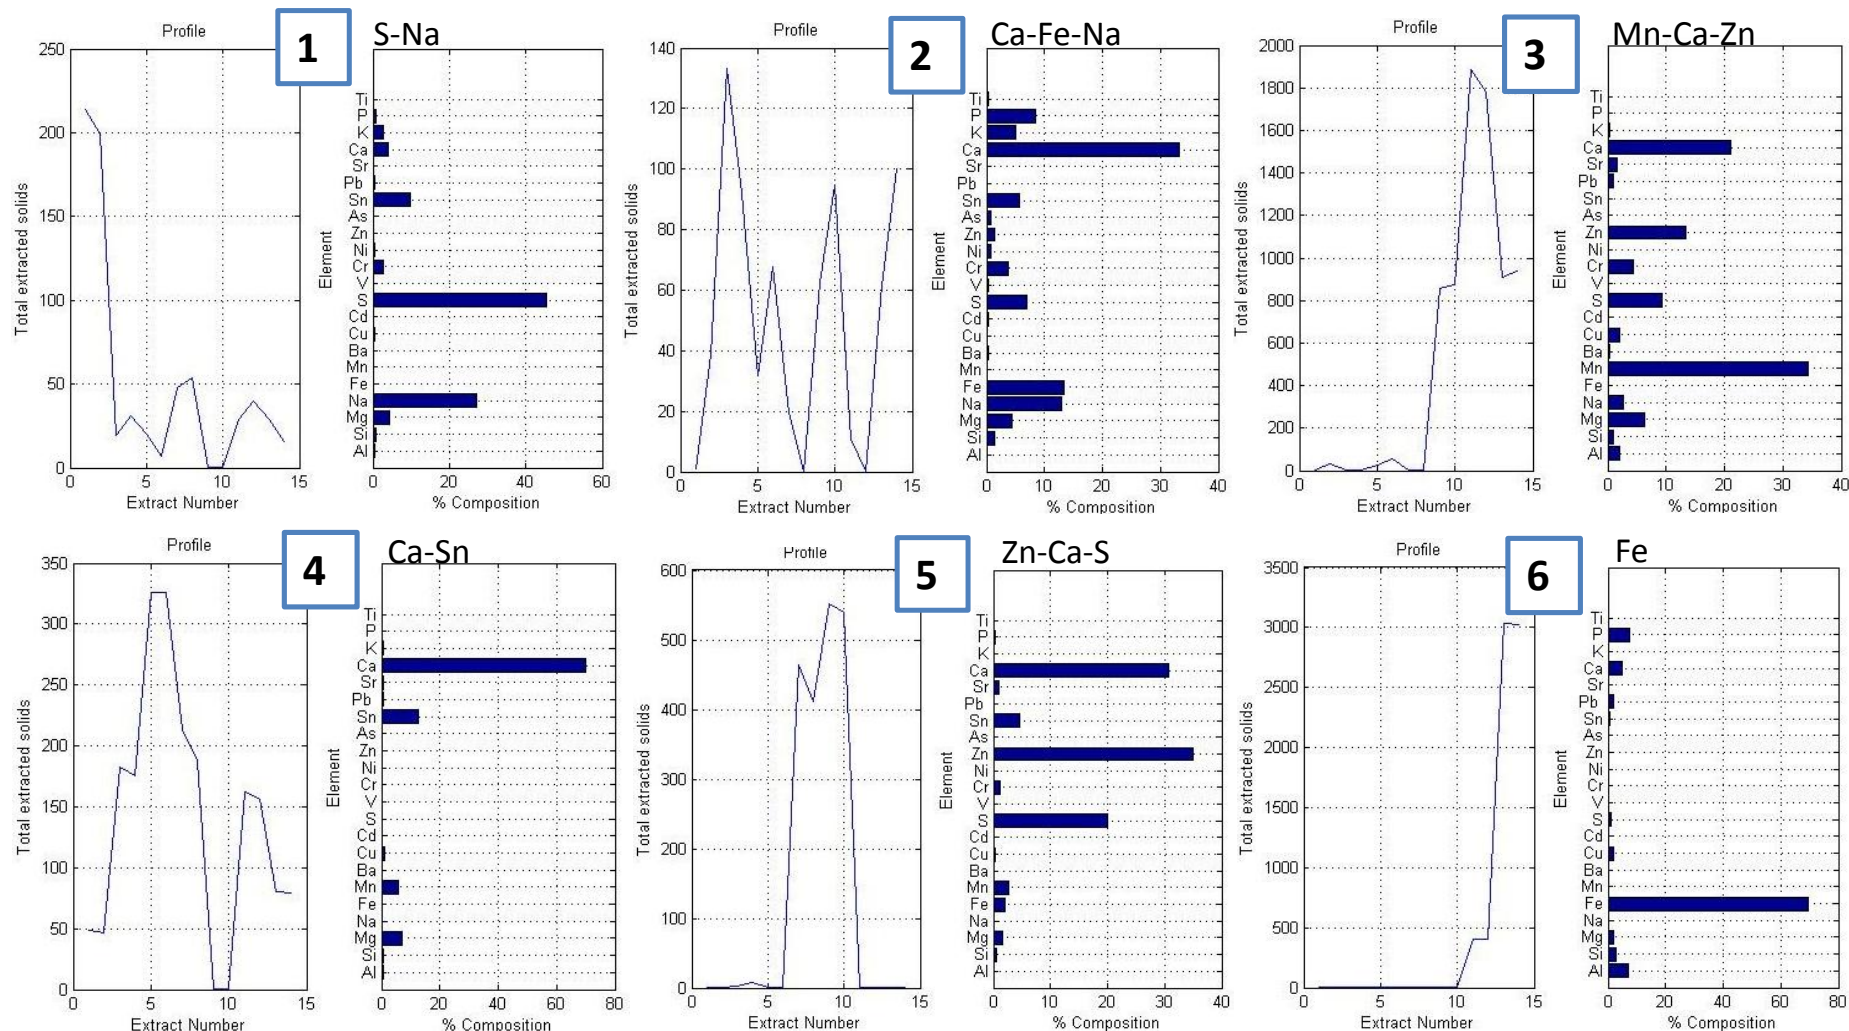 Profile
1
S-Na
250
200
150
100
50
0
0
5
10
15
Total extracted solids
Extract Number
Ti
P
K
Ca
Sr
Pb
Sn
As
Zn
Ni
Cr
V
S
Cd
Cu
Ba
Mn
Fe
Na
Mg
Si
Al
Element
0
20
40
60
% Composition
Profile
2
Ca-Fe-Na
140
120
100
80
60
40
20
0
0
5
10
15
Total extracted solids
Extract Number
Ti
P
K
Ca
Sr
Pb
Sn
As
Zn
Ni
Cr
V
S
Cd
Cu
Ba
Mn
Fe
Na
Mg
Si
Al
Element
0
10
20
30
40
% Composition
Profile
3
Mn-Ca-Zn
2000
1800
1600
1400
1200
1000
800
600
400
200
0
0
5
10
15
Total extracted solids
Extract Number
Ti
P
K
Ca
Sr
Pb
Sn
As
Zn
Ni
Cr
V
S
Cd
Cu
Ba
Mn
Fe
Na
Mg
Si
Al
Element
0
10
20
30
40
% Composition
Profile
4
Ca-Sn
350
300
250
200
150
100
50
0
0
5
10
15
Total extracted solids
Extract Number
Ti
P
K
Ca
Sr
Pb
Sn
As
Zn
Ni
Cr
V
S
Cd
Cu
Ba
Mn
Fe
Na
Mg
Si
Al
Element
0
20
40
60
80
% Composition
Profile
5
Zn-Ca-S
600
500
400
300
200
100
0
0
5
10
15
Total extracted solids
Extract Number
Ti
P
K
Ca
Sr
Pb
Sn
As
Zn
Ni
Cr
V
S
Cd
Cu
Ba
Mn
Fe
Na
Mg
Si
Al
Element
0
10
20
30
40
% Composition
Profile
6
Fe
3500
3000
2500
2000
1500
1000
500
0
0
5
10
15
Total extracted solids
Extract Number
Ti
P
K
Ca
Sr
Pb
Sn
As
Zn
Ni
Cr
V
S
Cd
Cu
Ba
Mn
Fe
Na
Mg
Si
Al
Element
0
20
40
60
80
% Composition